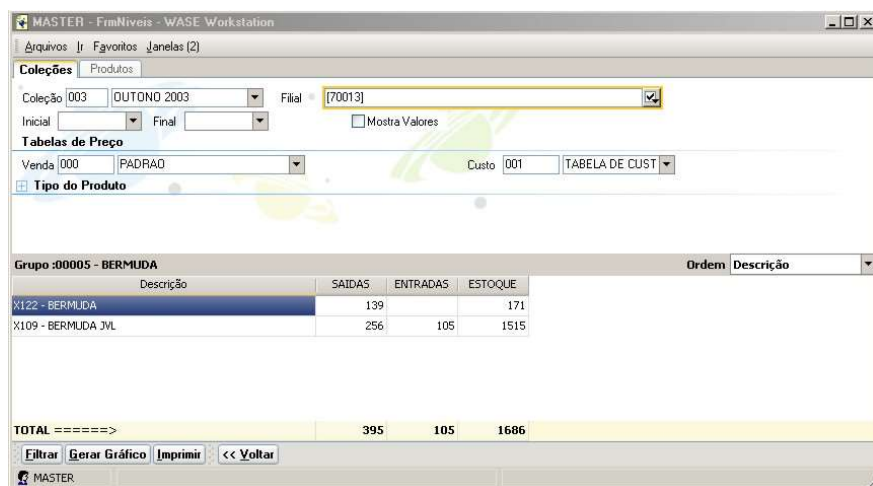 MASTER - FrmNiveis - WASE Workstation
Arquivos Ir Favoritos Janelas (2)
Coleções Produtos
Coleção 003 OUTONO 2003 Filial [70013]
Inicial Final Mostra Valores
Tabelas de Preço
Venda 000 PADRAO Custo 001 TABELA DE CUST
Tipo do Produto
Grupo :00005 - BERMUDA Ordem Descrição
Descrição SAIDAS ENTRADAS ESTOQUE
X122 - BERMUDA 139 171
X109 - BERMUDA JVL 256 105 1515
TOTAL ======> 395 105 1686
Filtrar Gerar Gráfico Imprimir << Voltar
MASTER